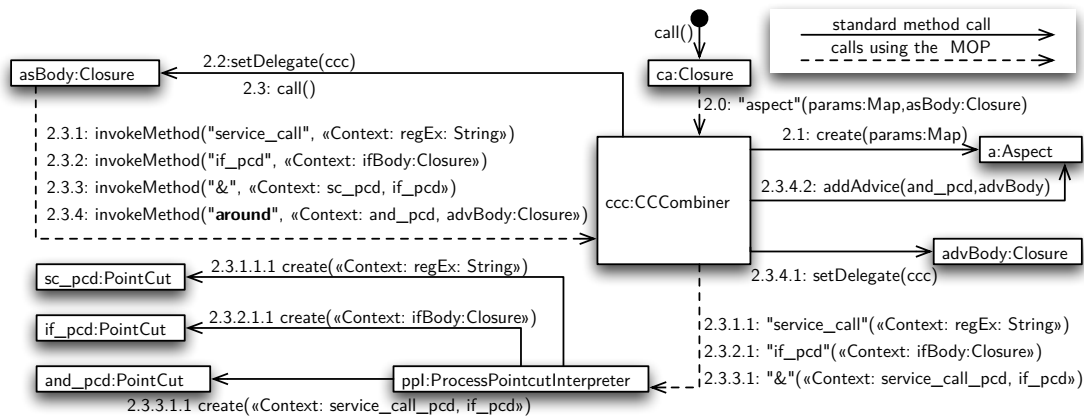 call()
standard method call
calls using the MOP
asBody:Closure
2.2:setDelegate(ccc)
2.3: call()
ca:Closure
2.0: "aspect"(params:Map,asBody:Closure)
2.3.1: invokeMethod("service_call", «Context: regEx: String»)
2.3.2: invokeMethod("if_pcd", «Context: ifBody:Closure»)
2.3.3: invokeMethod("&", «Context: sc_pcd, if_pcd»)
2.3.4: invokeMethod("around", «Context: and_pcd, advBody:Closure»)
ccc:CCCombiner
2.1: create(params:Map)
a:Aspect
2.3.4.2: addAdvice(and_pcd,advBody)
advBody:Closure
2.3.4.1: setDelegate(ccc)
sc_pcd:PointCut
2.3.1.1.1 create(«Context: regEx: String»)
if_pcd:PointCut
2.3.2.1.1 create(«Context: ifBody:Closure»)
and_pcd:PointCut
ppI:ProcessPointcutInterpreter
2.3.3.1.1 create(«Context: service_call_pcd, if_pcd»)
2.3.1.1: "service_call"(«Context: regEx: String»)
2.3.2.1: "if_pcd"(«Context: ifBody:Closure»)
2.3.3.1: "&"(«Context: service_call_pcd, if_pcd»)